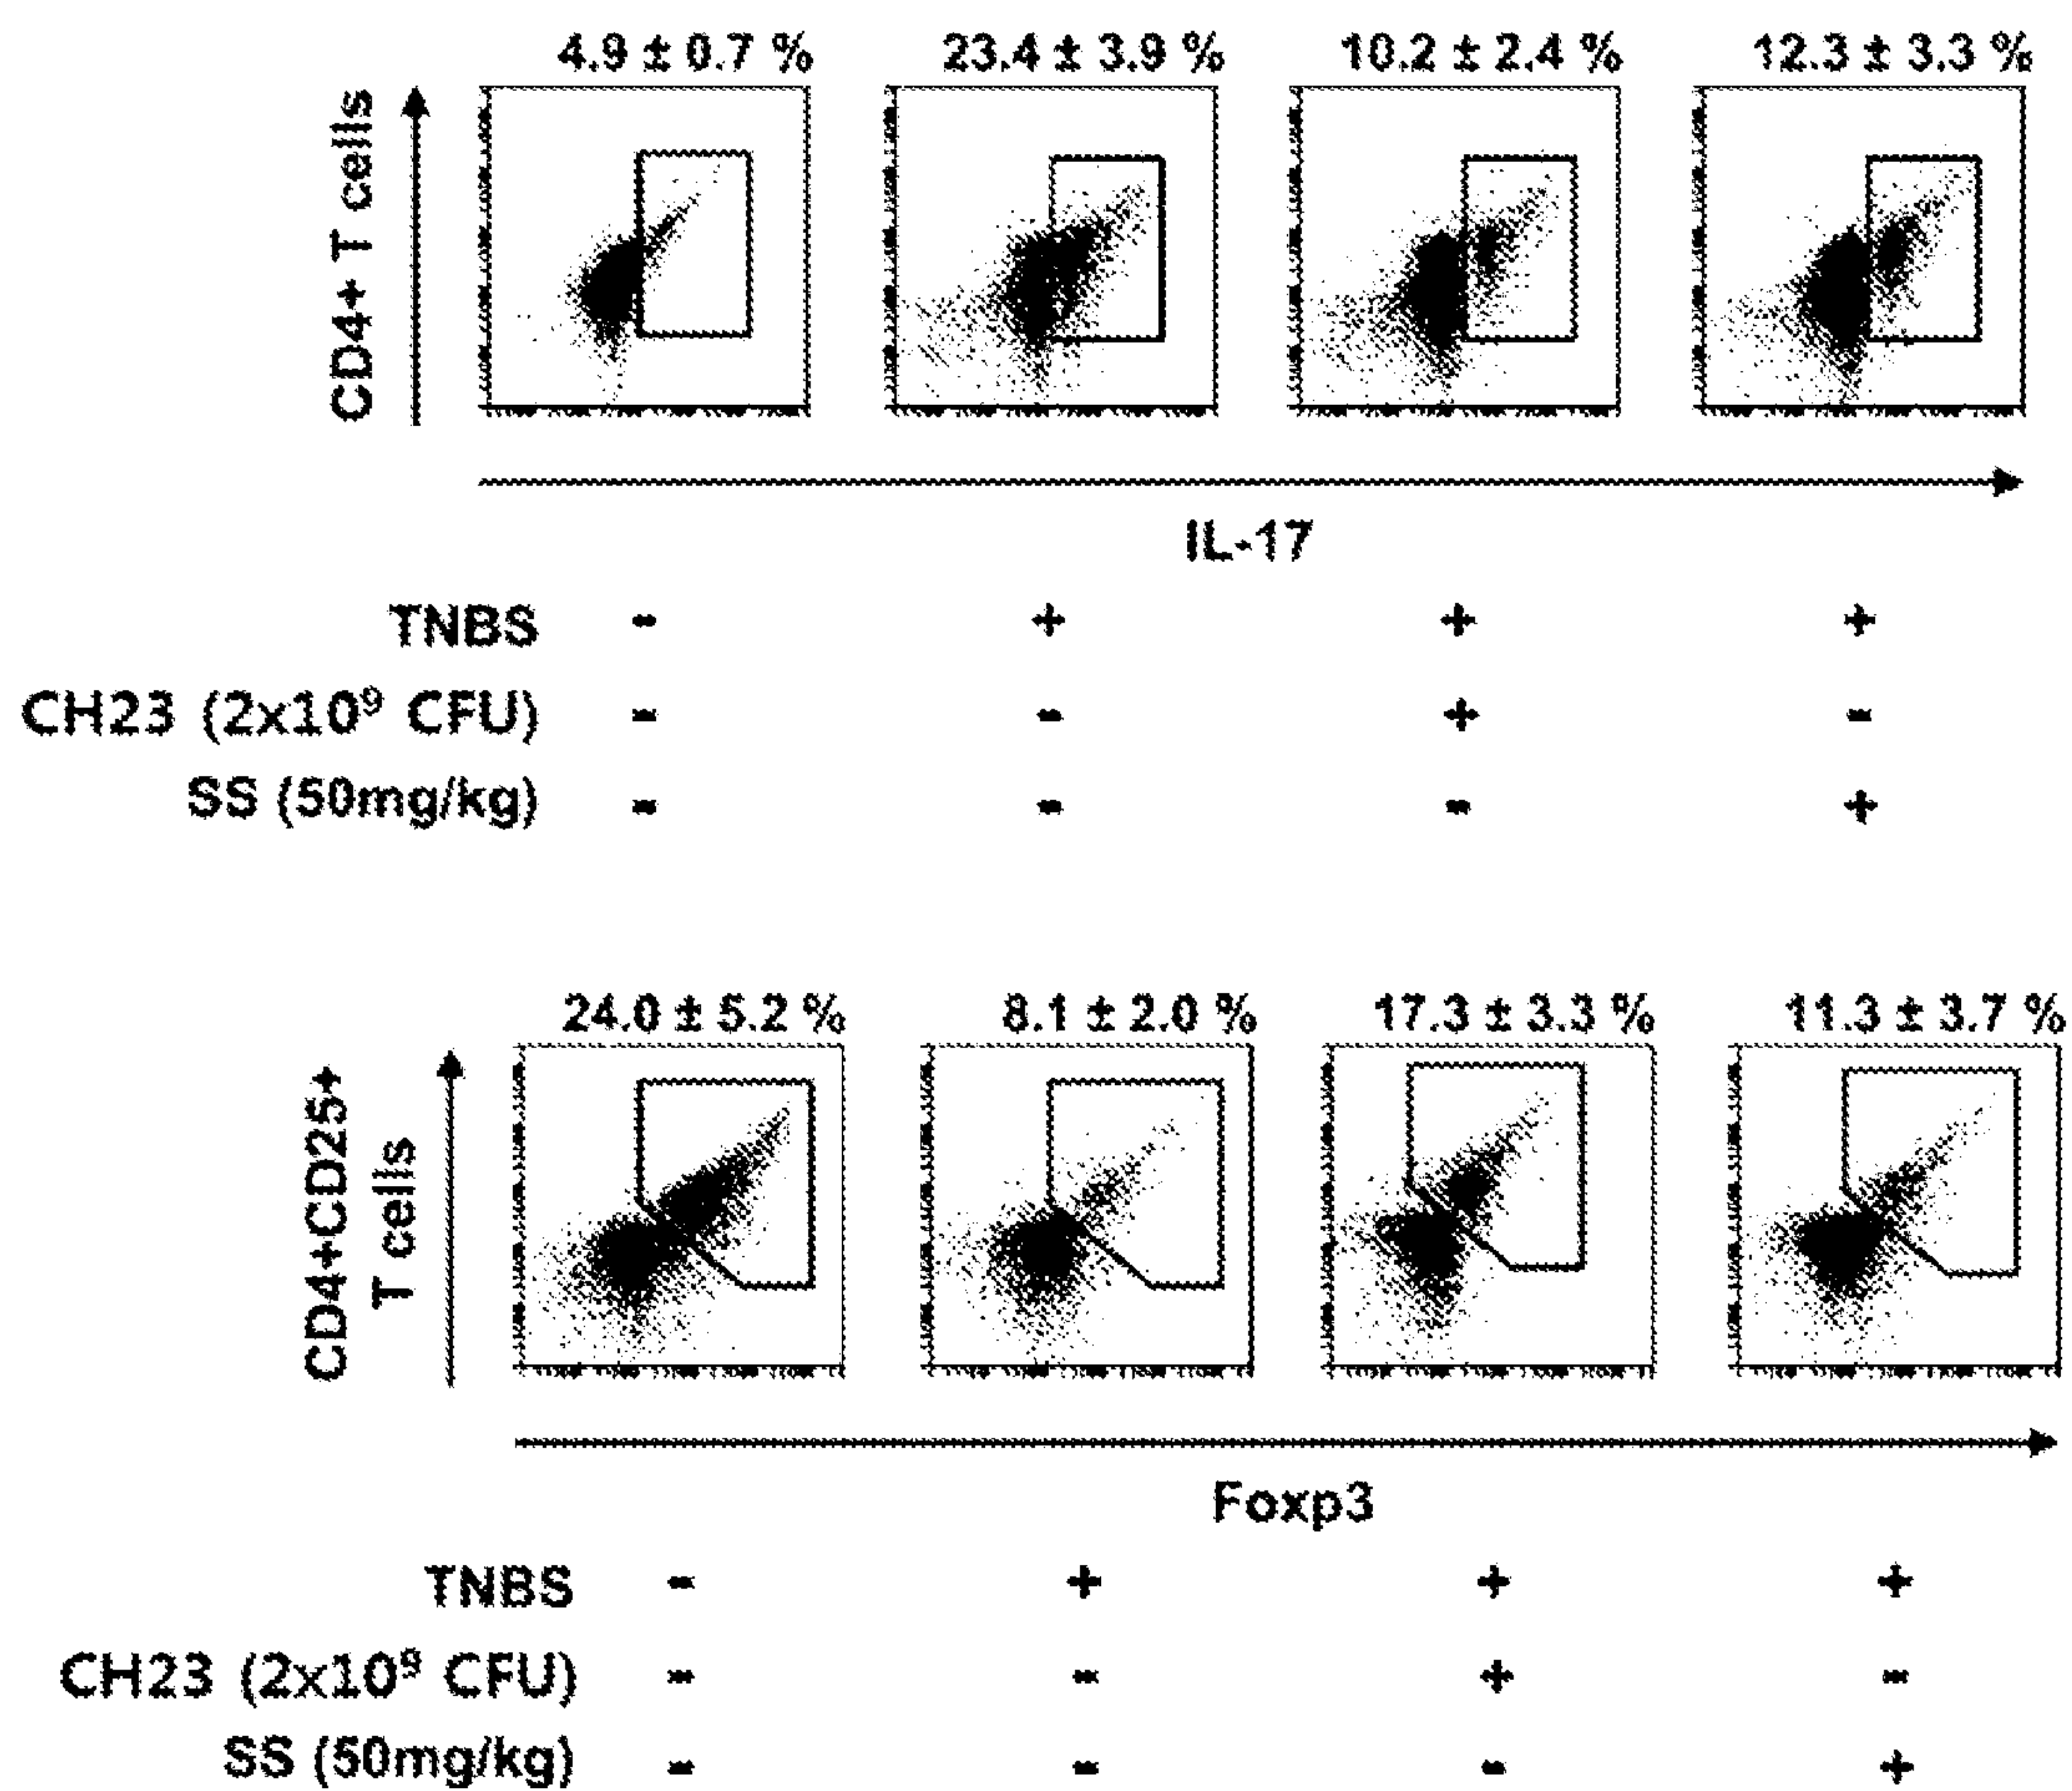 4.9 ± 0.7 % 23.4 ± 3.9 % 10.2 ± 2.4 % 12.3 ± 3.3 %
CD4+ T cells
IL-17
TNBS - + + +
CH23 (2x10⁹ CFU) - - + -
SS (50mg/kg) - - - +
24.0 ± 5.2 % 8.1 ± 2.0 % 17.3 ± 3.3 % 11.3 ± 3.7 %
CD4+CD25+
T cells
Foxp3
TNBS - + + +
CH23 (2x10⁹ CFU) - - + -
SS (50mg/kg) - - - +